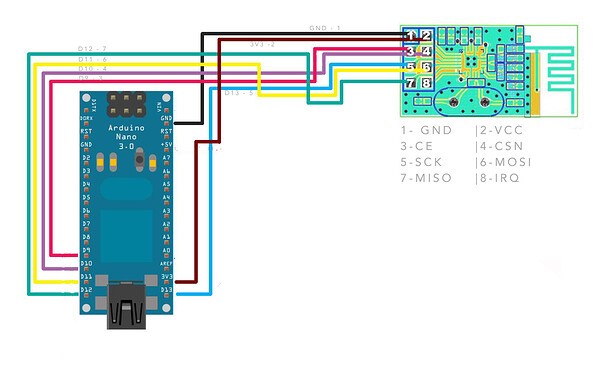 GND - 1
3V3 -2
D12 - 7
D11 - 6
D10 - 4
D9 - 3
D13 - 5
1 2
3 4
5 6
7 8
1- GND |2-VCC
3-CE |4-CSN
5-SCK |6-MOSI
7-MISO |8-IRQ
Arduino
Nano
3.0
RST
GND
D2
D3
D4
D5
D6
D7
D8
D9
D10
D11
D12
VIN
GND
RST
+5V
A7
A6
A5
A4
A3
A2
A1
A0
AREF
3V3
D13